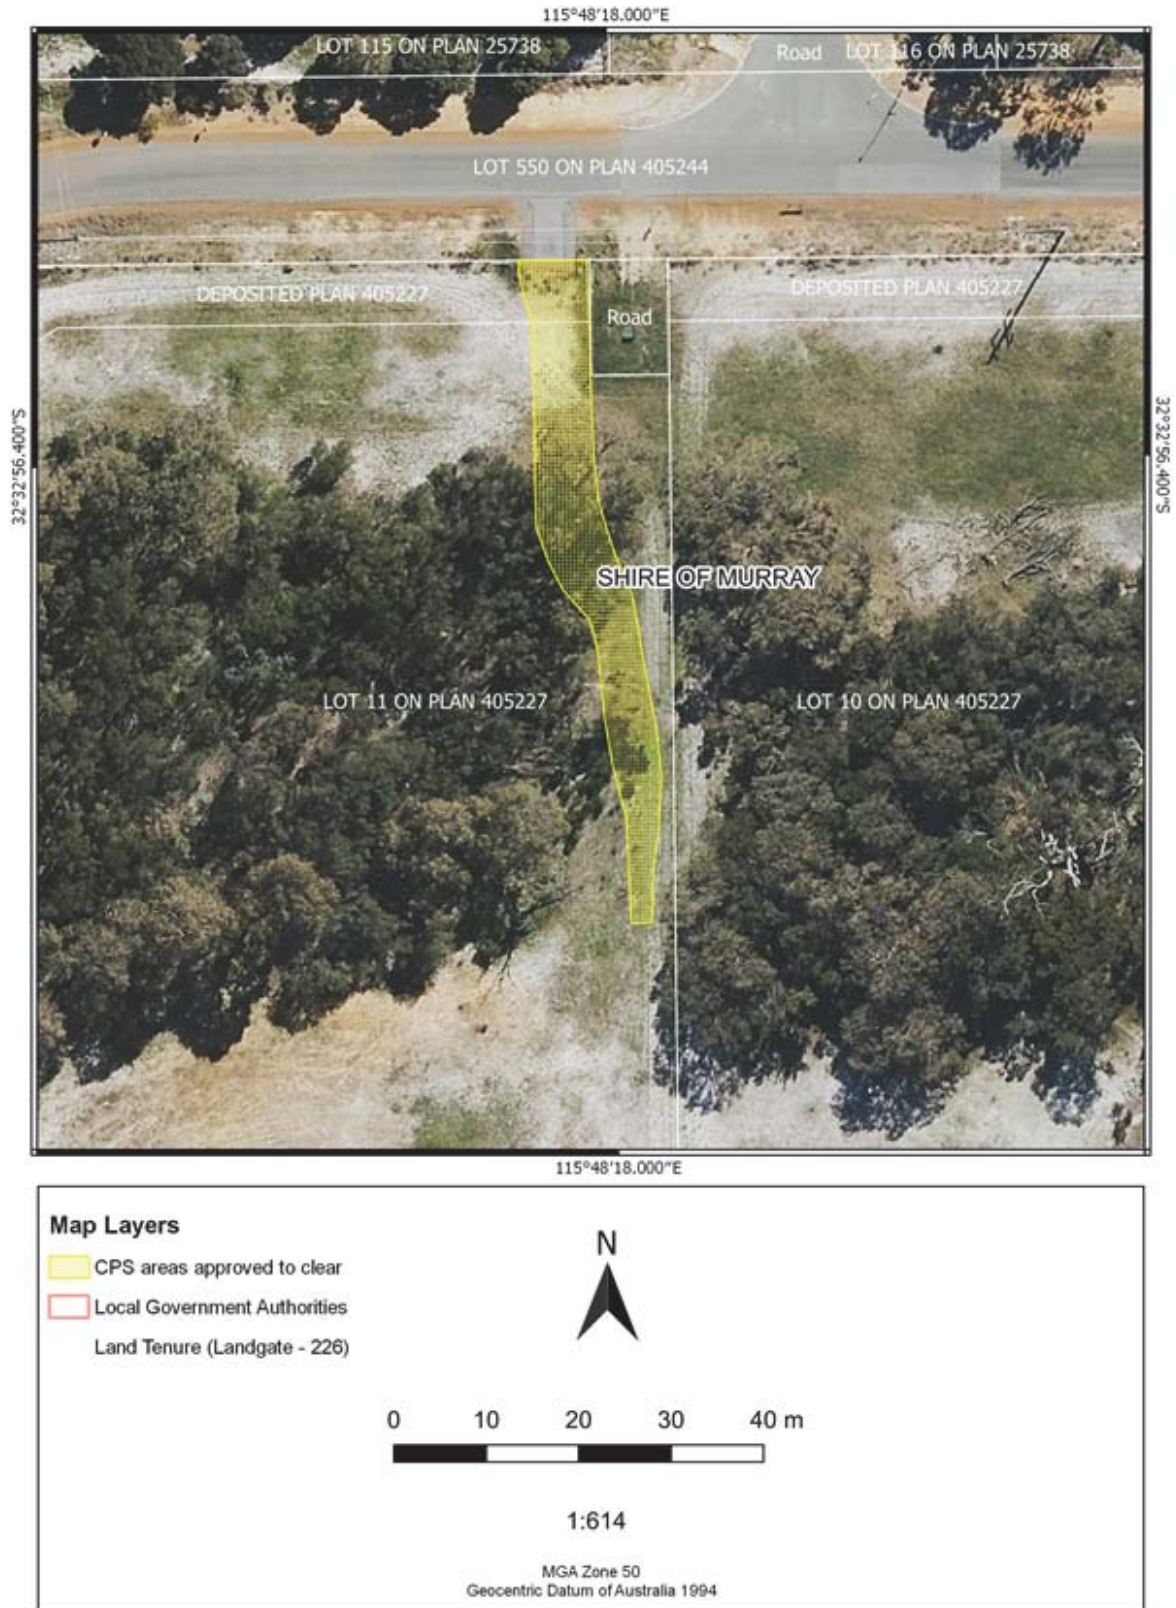 115°48'18.000"E
LOT 115 ON PLAN 25738
Road
LOT 116 ON PLAN 25738
LOT 550 ON PLAN 405244
DEPOSITED PLAN 405227
DEPOSITED PLAN 405227
Road
32°32'56.400"S
32°32'56.400"S
SHIRE OF MURRAY
LOT 11 ON PLAN 405227
LOT 10 ON PLAN 405227
115°48'18.000"E
Map Layers
CPS areas approved to clear
Local Government Authorities
Land Tenure (Landgate - 226)
N
0 10 20 30 40 m
1:614
MGA Zone 50
Geocentric Datum of Australia 1994